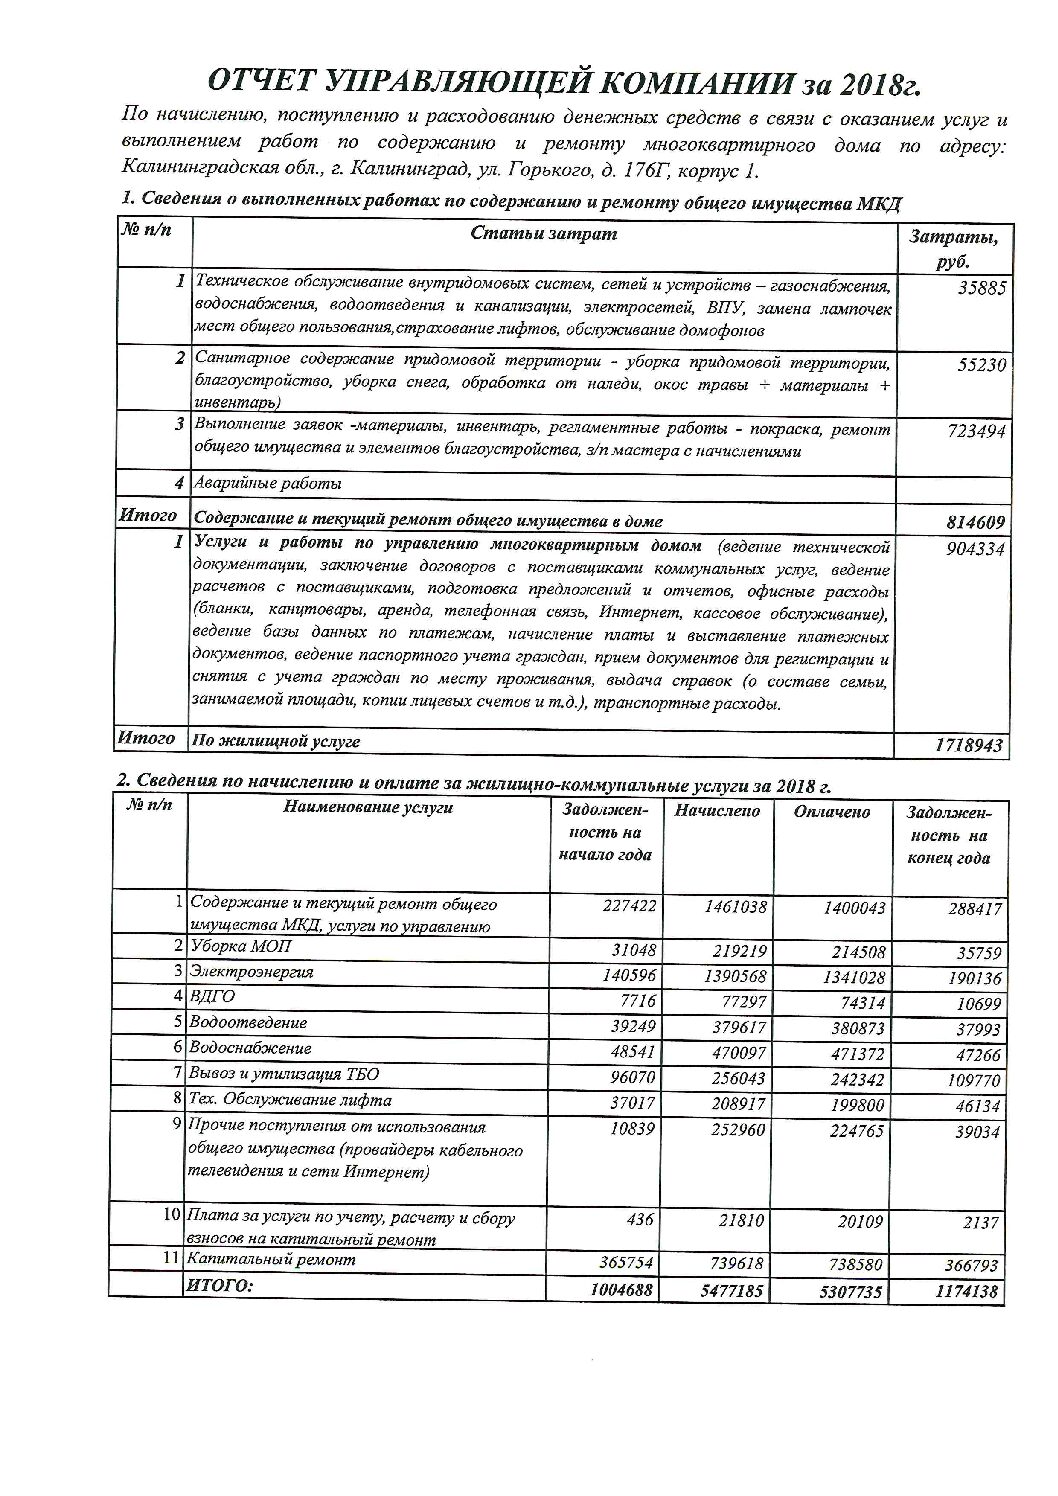 ОТЧЕТ УПРАВЛЯЮЩЕЙ КОМПАНИИ за 2018г.
По начислению, поступлению и расходованию денежных средств в связи с оказанием услуг и
выполнением работ по содержанию и ремонту многоквартирного дома по адресу:
Калининградская обл., г. Калининград, ул. Горького, д. 176Г, корпус 1.
1. Сведения о выполненных работах по содержанию и ремонту общего имущества МКД
№ п/п Статьи затрат Затраты,
руб.
1 Техническое обслуживание внутридомовых систем, сетей и устройств – газоснабжения, 35885
водоснабжения, водоотведения и канализации, электросетей, ВПУ, замена лампочек
мест общего пользования,страхование лифтов, обслуживание домофонов
2 Санитарное содержание придомовой территории - уборка придомовой территории, 55230
благоустройство, уборка снега, обработка от наледи, окос травы + материалы +
инвентарь)
3 Выполнение заявок -материалы, инвентарь, регламентные работы - покраска, ремонт 723494
общего имущества и элементов благоустройства, з/п мастера с начислениями
4 Аварийные работы
Итого Содержание и текущий ремонт общего имущества в доме 814609
1 Услуги и работы по управлению многоквартирным домом (ведение технической 904334
документации, заключение договоров с поставщиками коммунальных услуг, ведение
расчетов с поставщиками, подготовка предложений и отчетов, офисные расходы
(бланки, канцтовары, аренда, телефонная связь, Интернет, кассовое обслуживание),
ведение базы данных по платежам, начисление платы и выставление платежных
документов, ведение паспортного учета граждан, прием документов для регистрации и
снятия с учета граждан по месту проживания, выдача справок (о составе семьи,
занимаемой площади, копии лицевых счетов и т.д.), транспортные расходы.
Итого По жилищной услуге 1718943
2. Сведения по начислению и оплате за жилищно-коммунальные услуги за 2018 г.
№ п/п Наименование услуги Задолжен- Начислено Оплачено Задолжен-
ность на ность на
начало года конец года
1 Содержание и текущий ремонт общего 227422 1461038 1400043 288417
имущества МКД, услуги по управлению
2 Уборка МОП 31048 219219 214508 35759
3 Электроэнергия 140596 1390568 1341028 190136
4 ВДГО 7716 77297 74314 10699
5 Водоотведение 39249 379617 380873 37993
6 Водоснабжение 48541 470097 471372 47266
7 Вывоз и утилизация ТБО 96070 256043 242342 109770
8 Тех. Обслуживание лифта 37017 208917 199800 46134
9 Прочие поступления от использования 10839 252960 224765 39034
общего имущества (провайдеры кабельного
телевидения и сети Интернет)
10 Плата за услуги по учету, расчету и сбору 436 21810 20109 2137
взносов на капитальный ремонт
11 Капитальный ремонт 365754 739618 738580 366793
ИТОГО: 1004688 5477185 5307735 1174138